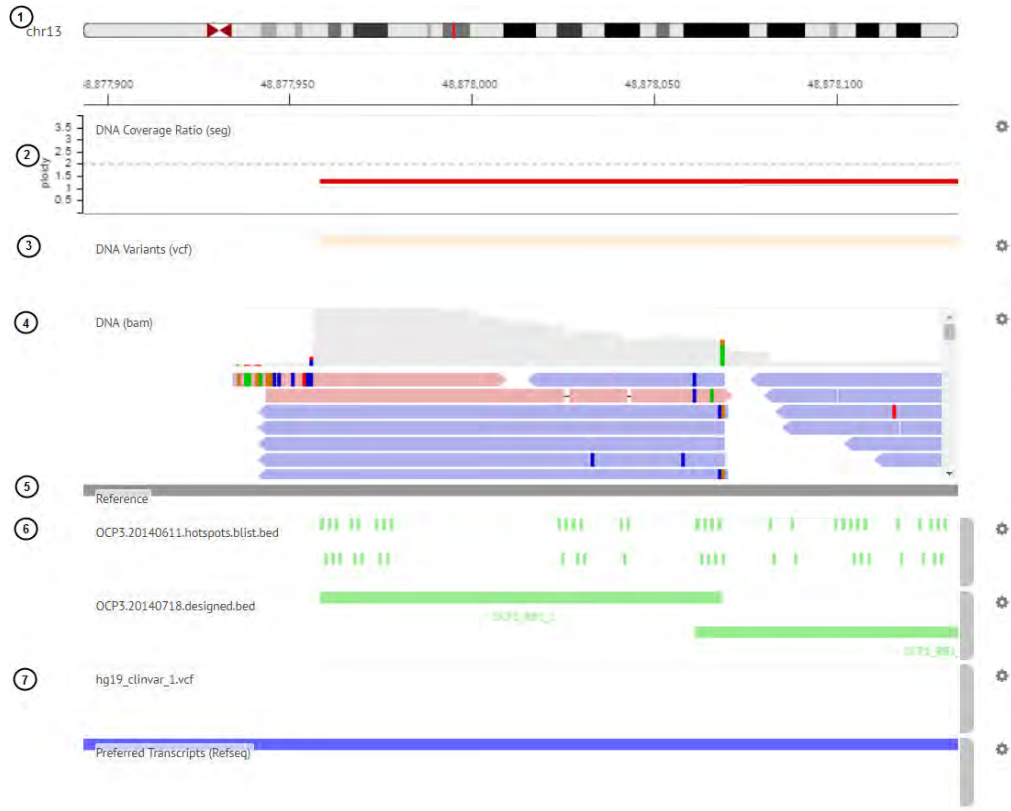 1
chr13
48,877,900 48,877,950 48,878,000 48,878,050 48,878,100
2
ploidy
3.5
3
2.5
2
1.5
1
0.5
DNA Coverage Ratio (seg)
3
DNA Variants (vcf)
4
DNA (bam)
5
Reference
6
OCP3.20140611.hotspots.blist.bed
OCP3.20140718.designed.bed
7
hg19_clinvar_1.vcf
Preferred Transcripts (Refseq)